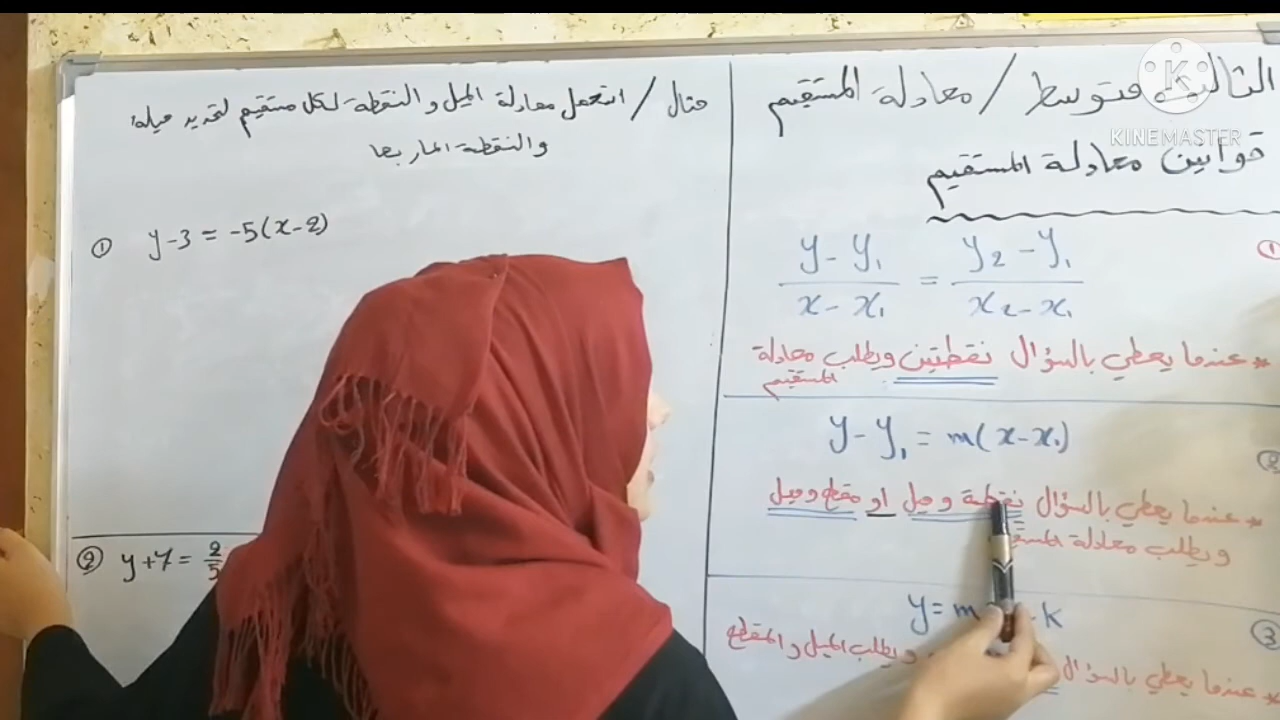 الثالث متوسط / معادلة المستقيم
قوانين معادلة المستقيم
①
y - y₁ / x - x₁ = y₂ - y₁ / x₂ - x₁
* عندما يعطي بالسؤال نقطتين ويطلب معادلة
المستقيم
②
y - y₁ = m(x - x₁)
* عندما يعطي بالسؤال نقطة وميل او مقطع وميل
ويطلب معادلة
③
y = m k
* عندما يعطي بالسؤال ويطلب الميل والمقطع
مثال / استعمل معادلة الميل والنقطة لكل مستقيم لتحديد ميله
والنقطة المار بها
① y - 3 = -5(x - 2)
② y + 7 = 2/5
KINEMASTER